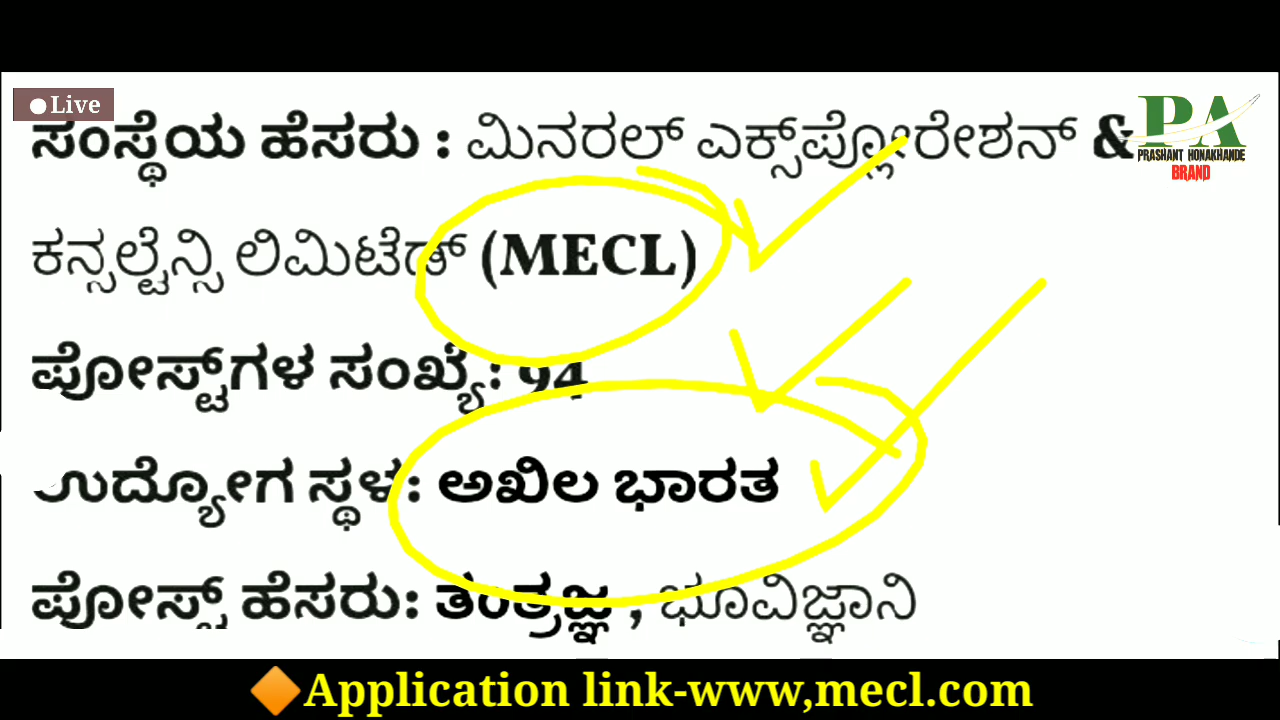 Live
ಸಂಸ್ಥೆಯ ಹೆಸರು : ಮಿನರಲ್ ಎಕ್ಸ್‌ಪ್ಲೋರೇಶನ್ &
PA
PRASHANT HONAKHANDE
BRAND
ಕನ್ಸಲ್ಟೆನ್ಸಿ ಲಿಮಿಟೆಡ್ (MECL)
ಪೋಸ್ಟ್‌ಗಳ ಸಂಖ್ಯೆ: 94
ಉದ್ಯೋಗ ಸ್ಥಳ: ಅಖಿಲ ಭಾರತ
ಪೋಸ್ಟ್ ಹೆಸರು: ತಂತ್ರಜ್ಞ , ಭೂವಿಜ್ಞಾನಿ
Application link-www,mecl.com